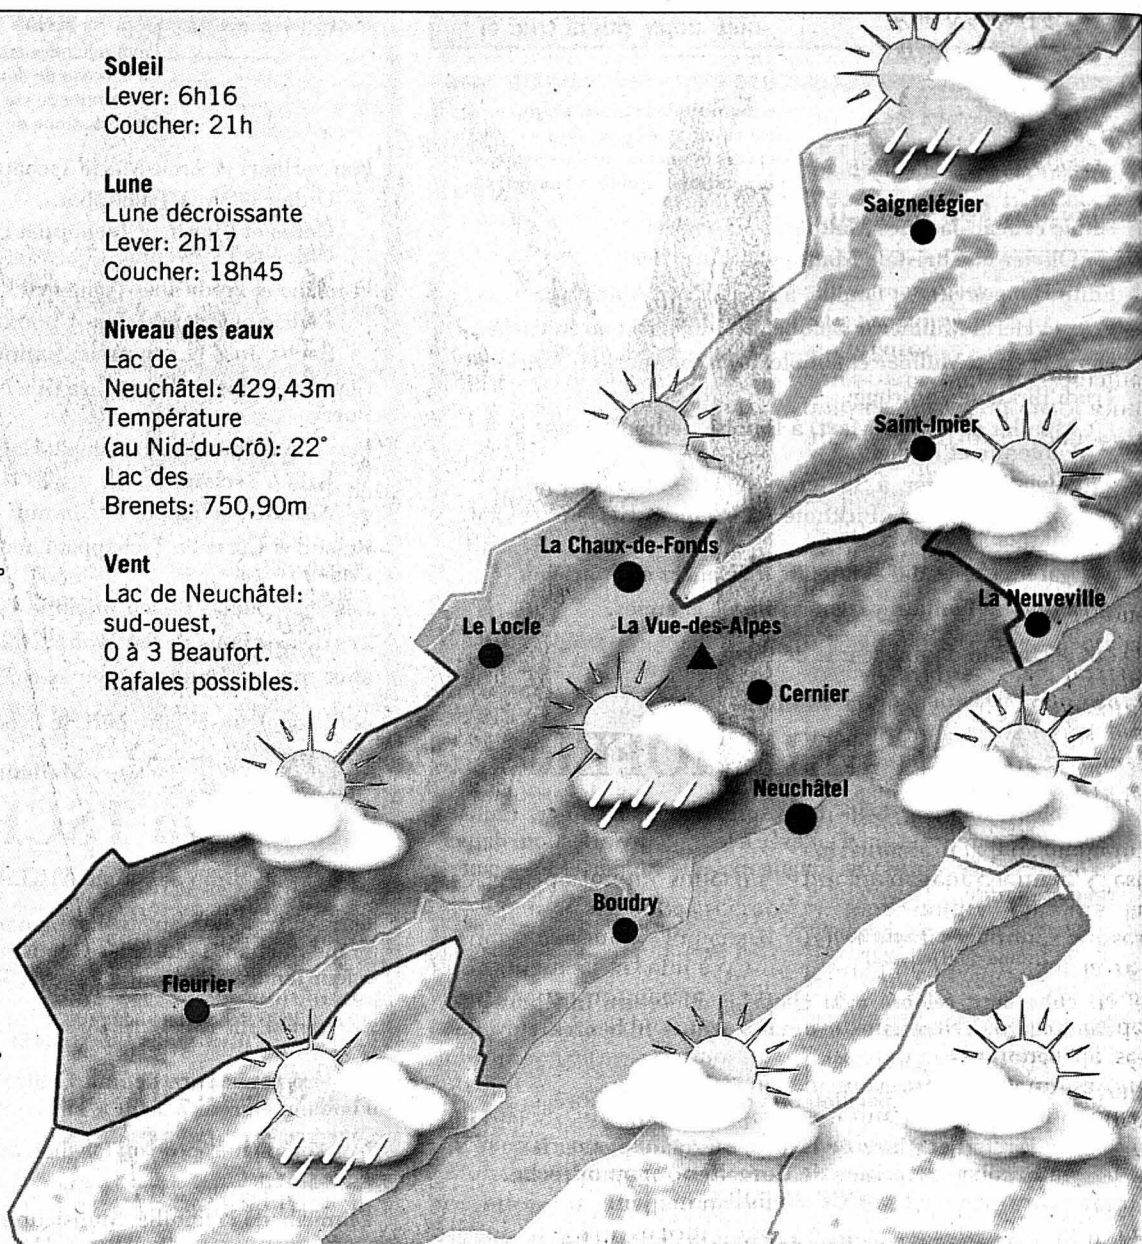 Soleil
Lever: 6h16
Coucher: 21h
Lune
Lune décroissante
Lever: 2h17
Coucher: 18h45
Niveau des eaux
Lac de
Neuchâtel: 429,43m
Température
(au Nid-du-Crô): 22°
Lac des
Brenets: 750,90m
Vent
Lac de Neuchâtel:
sud-ouest,
0 à 3 Beaufort.
Rafales possibles.
Saignelégier
Saint-Imier
La Chaux-de-Fonds
La Neuveville
Le Locle
La Vue-des-Alpes
Cernier
Neuchâtel
Boudry
Fleurier